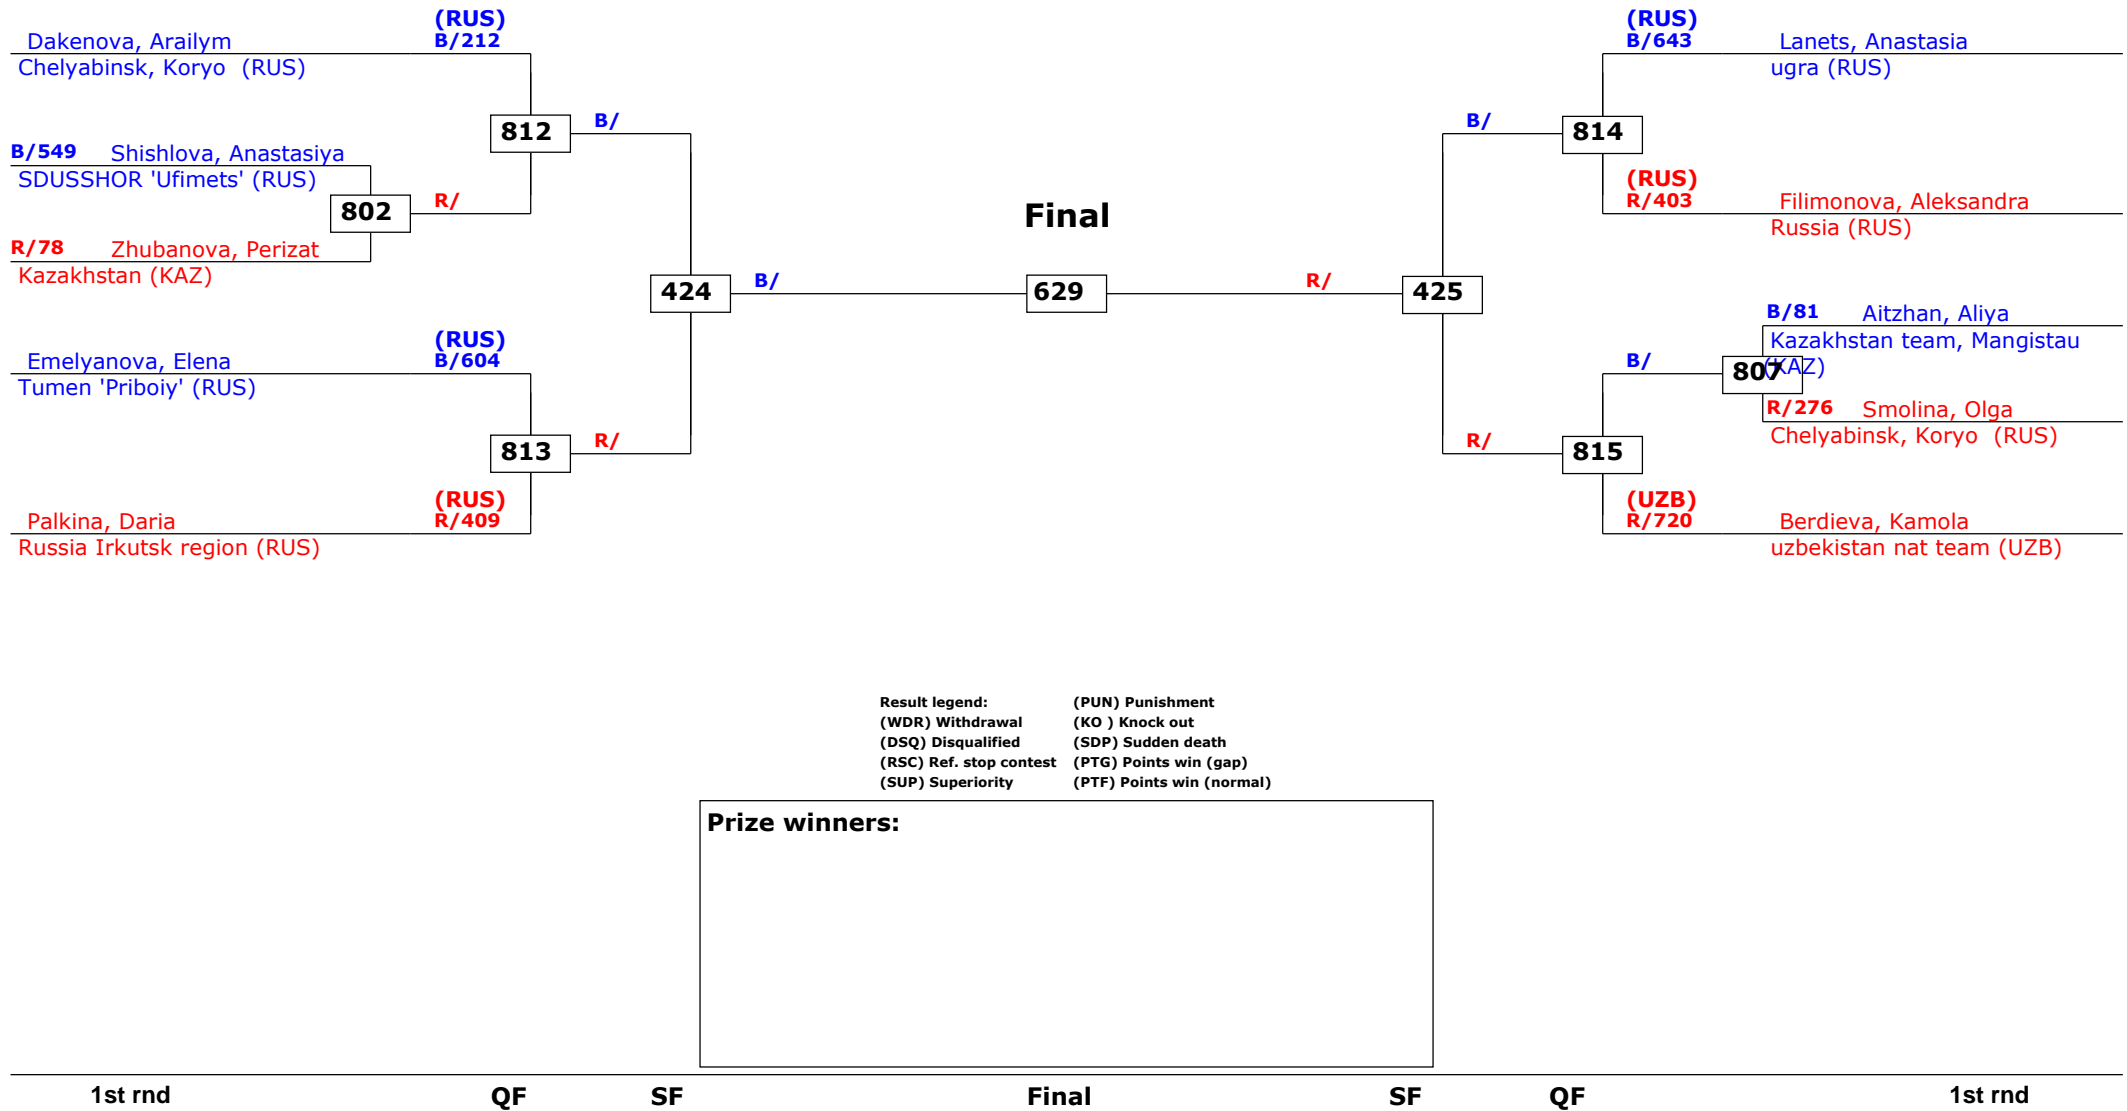 (RUS)
Dakenova, Arailym B/212
Chelyabinsk, Koryo (RUS)
812
B/
B/549 Shishlova, Anastasiya
SDUSSHOR 'Ufimets' (RUS)
802
R/
R/78 Zhubanova, Perizat
Kazakhstan (KAZ)
424
B/
(RUS)
Emelyanova, Elena B/604
Tumen 'Priboiy' (RUS)
813
R/
(RUS)
Palkina, Daria R/409
Russia Irkutsk region (RUS)
Final
629
(RUS)
B/643 Lanets, Anastasia
ugra (RUS)
B/
814
(RUS)
R/403 Filimonova, Aleksandra
Russia (RUS)
R/
425
B/81 Aitzhan, Aliya
Kazakhstan team, Mangistau
(KAZ)
B/
807
R/276 Smolina, Olga
Chelyabinsk, Koryo (RUS)
R/
815
(UZB)
R/720 Berdieva, Kamola
uzbekistan nat team (UZB)
Result legend: (PUN) Punishment
(WDR) Withdrawal (KO ) Knock out
(DSQ) Disqualified (SDP) Sudden death
(RSC) Ref. stop contest (PTG) Points win (gap)
(SUP) Superiority (PTF) Points win (normal)
Prize winners:
1st rnd QF SF Final SF QF 1st rnd